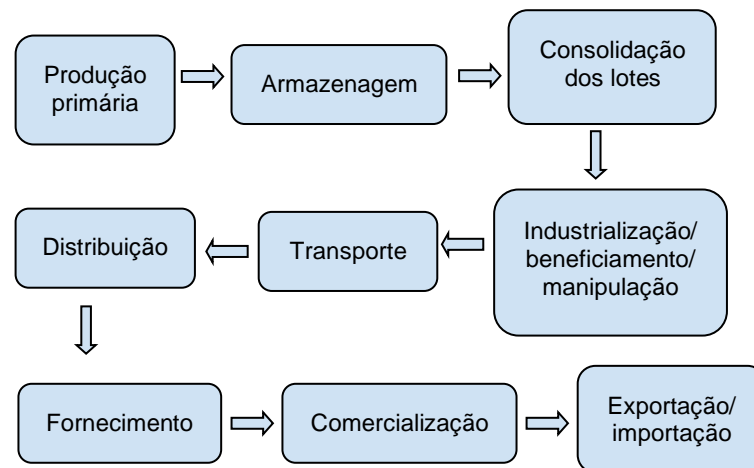 Produção
primária
Armazenagem
Consolidação
dos lotes
Industrialização/
beneficiamento/
manipulação
Transporte
Distribuição
Fornecimento
Comercialização
Exportação/
importação